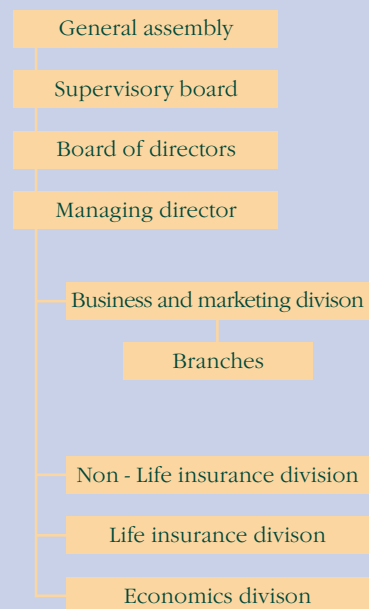 General assembly
Supervisory board
Board of directors
Managing director
Business and marketing divison
Branches
Non - Life insurance division
Life insurance divison
Economics divison